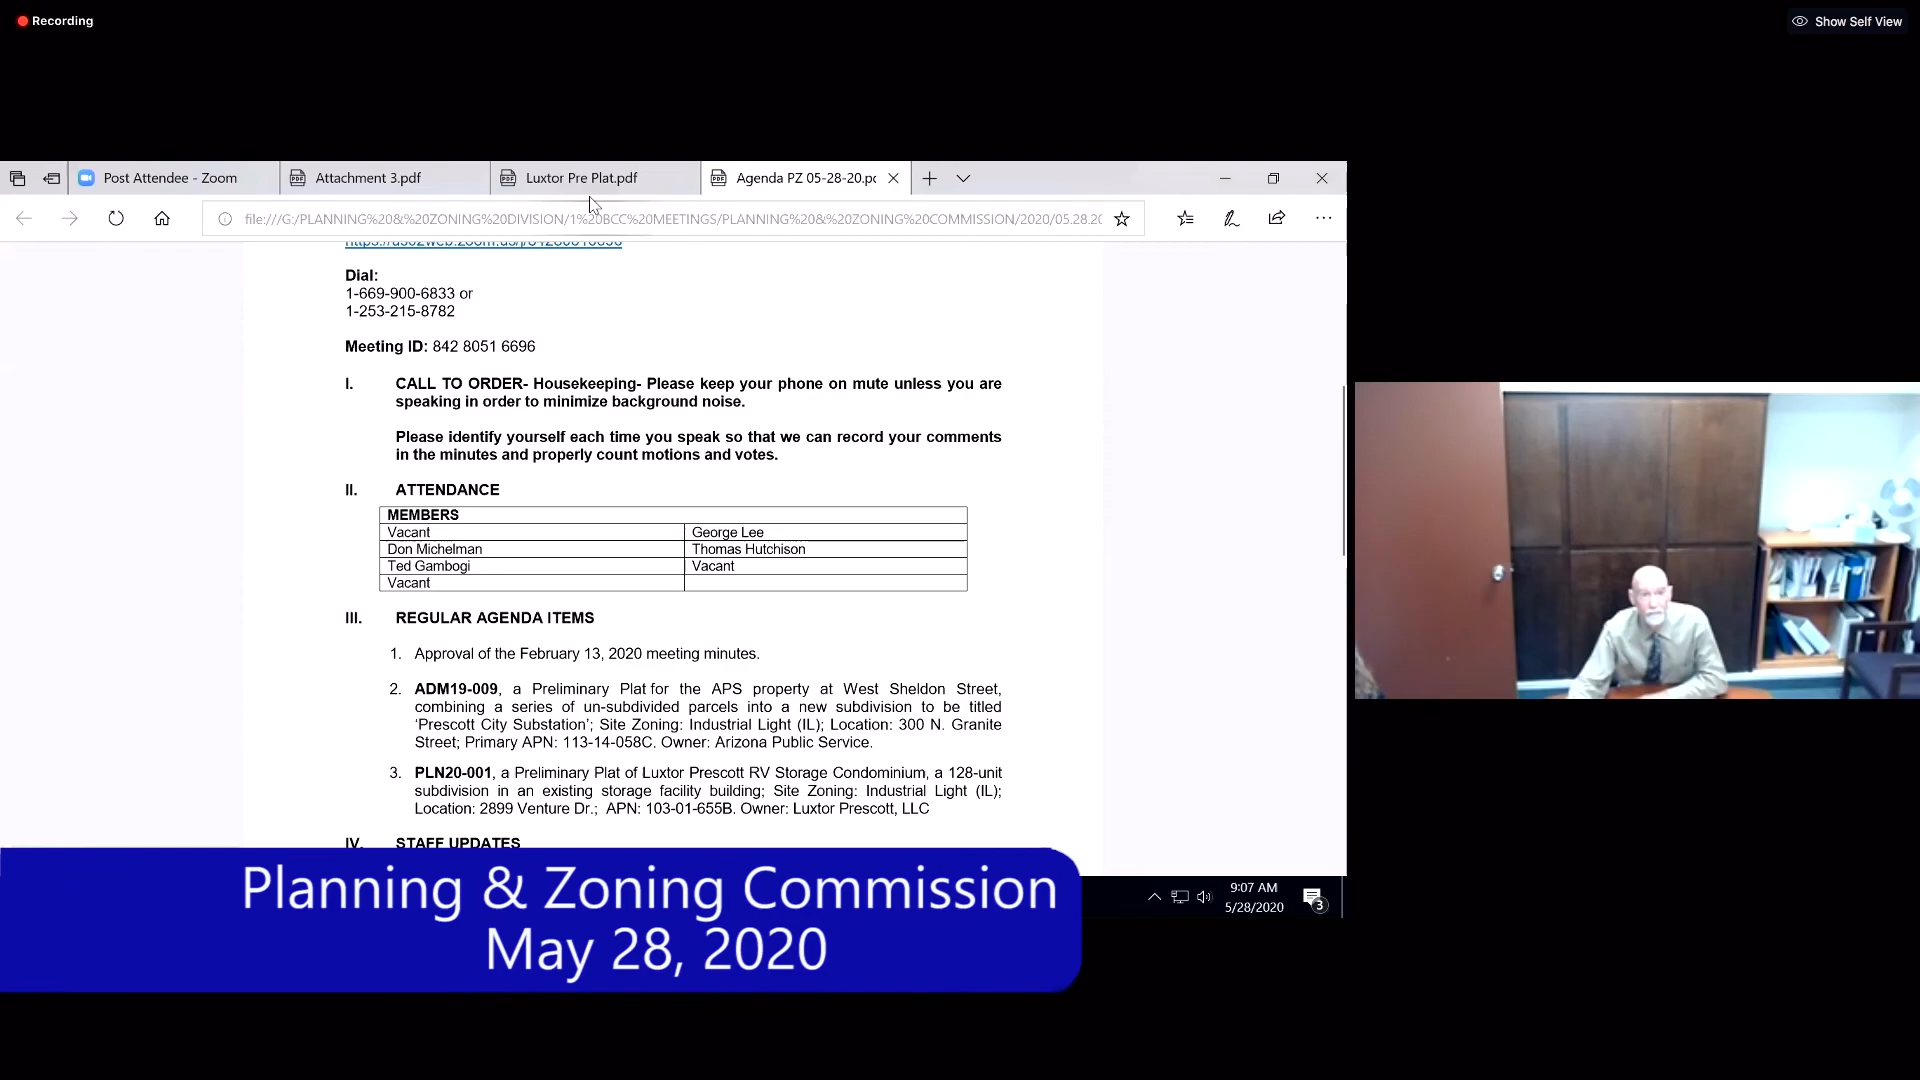 Recording
Show Self View
Post Attendee - Zoom
Attachment 3.pdf
Luxtor Pre Plat.pdf
Agenda PZ 05-28-20.pc
file:///G:/PLANNING%20&%20ZONING%20DIVISION/1%20BCC%20MEETINGS/PLANNING%20&%20ZONING%20COMMISSION/2020/05.28.20
Dial:
1-669-900-6833 or
1-253-215-8782
Meeting ID: 842 8051 6696
I. CALL TO ORDER- Housekeeping- Please keep your phone on mute unless you are
speaking in order to minimize background noise.
Please identify yourself each time you speak so that we can record your comments
in the minutes and properly count motions and votes.
II. ATTENDANCE
MEMBERS
Vacant George Lee
Don Michelman Thomas Hutchison
Ted Gambogi Vacant
Vacant
III. REGULAR AGENDA ITEMS
1. Approval of the February 13, 2020 meeting minutes.
2. ADM19-009, a Preliminary Plat for the APS property at West Sheldon Street,
combining a series of un-subdivided parcels into a new subdivision to be titled
‘Prescott City Substation’; Site Zoning: Industrial Light (IL); Location: 300 N. Granite
Street; Primary APN: 113-14-058C. Owner: Arizona Public Service.
3. PLN20-001, a Preliminary Plat of Luxtor Prescott RV Storage Condominium, a 128-unit
subdivision in an existing storage facility building; Site Zoning: Industrial Light (IL);
Location: 2899 Venture Dr.; APN: 103-01-655B. Owner: Luxtor Prescott, LLC
IV. STAFF UPDATES
Planning & Zoning Commission
May 28, 2020
9:07 AM
5/28/2020
3